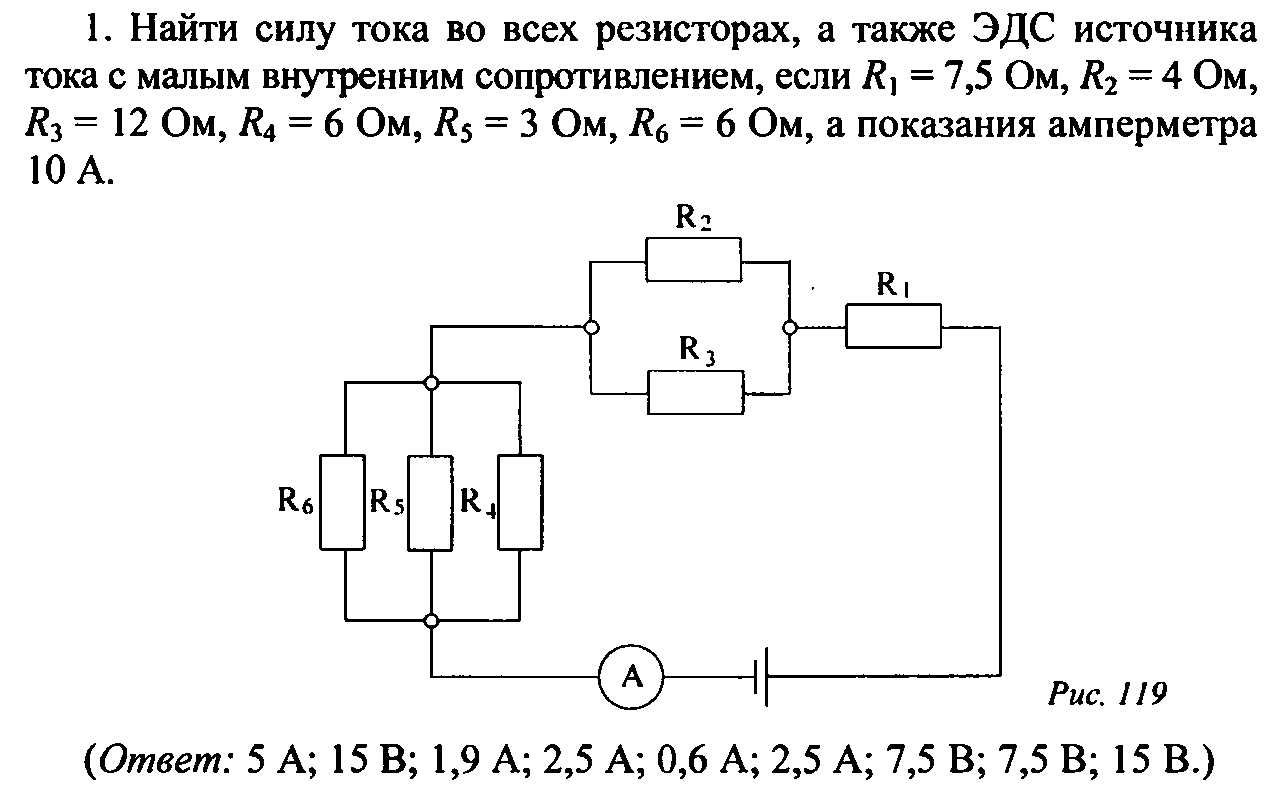 1. Найти силу тока во всех резисторах, а также ЭДС источника
тока с малым внутренним сопротивлением, если R₁ = 7,5 Ом, R₂ = 4 Ом,
R₃ = 12 Ом, R₄ = 6 Ом, R₅ = 3 Ом, R₆ = 6 Ом, а показания амперметра
10 А.
R₂
R₁
R₃
R₆ R₅ R₄
А
Рис. 119
(Ответ: 5 А; 15 В; 1,9 А; 2,5 А; 0,6 А; 2,5 А; 7,5 В; 7,5 В; 15 В.)